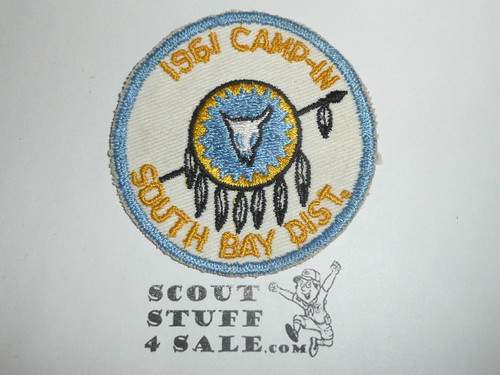 1961 CAMP-IN
SOUTH BAY DIST.
SCOUT
STUFF
4 SALE.COM